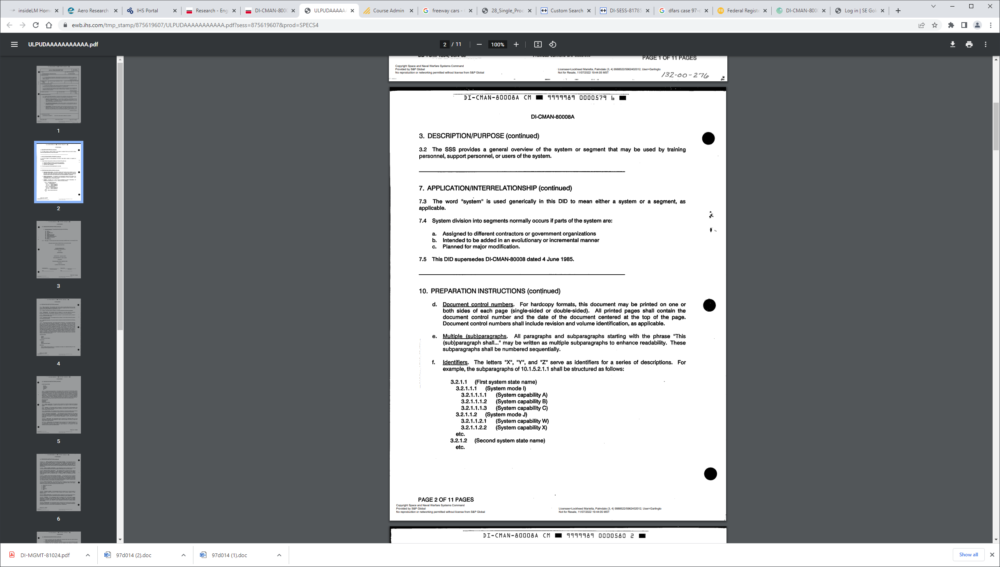 insideLM Hom
Aero Research
IHS Portal
Research - Eng
DI-CMAN-800
ULPUDAAAAA
Course Admin
freeway cars -
28_Single_Proc
Custom Search
DI-SESS-81785
dfars case 97-
Federal Registe
DI-CMAN-800
Log in | SE Gol
ewb.ihs.com/tmp_stamp/875619607/ULPUDAAAAAAAAAAA.pdf?sess=875619607&prod=SPECS4
ULPUDAAAAAAAAAAA.pdf
2 / 11
100%
1
2
3
4
5
6
PAGE 1 OF 11 PAGES
Copyright Space and Naval Warfare Systems Command
Provided by S&P Global
No reproduction or networking permitted without license from S&P Global
Licensee=Lockheed Marietta, Palmdale (3, 4) 9988522/5962402012, User=Garlingto
Not for Resale, 11/07/2022 19:44:05 MST
132-00-276
DI-CMAN-80008A CM 9999989 0000579 6
DI-CMAN-80008A
3. DESCRIPTION/PURPOSE (continued)
3.2 The SSS provides a general overview of the system or segment that may be used by training
personnel, support personnel, or users of the system.
7. APPLICATION/INTERRELATIONSHIP (continued)
7.3 The word "system" is used generically in this DID to mean either a system or a segment, as
applicable.
7.4 System division into segments normally occurs if parts of the system are:
a. Assigned to different contractors or government organizations
b. Intended to be added in an evolutionary or incremental manner
c. Planned for major modification.
7.5 This DID supersedes DI-CMAN-80008 dated 4 June 1985.
10. PREPARATION INSTRUCTIONS (continued)
d. Document control numbers. For hardcopy formats, this document may be printed on one or
both sides of each page (single-sided or double-sided). All printed pages shall contain the
document control number and the date of the document centered at the top of the page.
Document control numbers shall include revision and volume identification, as applicable.
e. Multiple (sub)paragraphs. All paragraphs and subparagraphs starting with the phrase "This
(sub)paragraph shall..." may be written as multiple subparagraphs to enhance readability. These
subparagraphs shall be numbered sequentially.
f. Identifiers. The letters "X", "Y", and "Z" serve as identifiers for a series of descriptions. For
example, the subparagraphs of 10.1.5.2.1.1 shall be structured as follows:
3.2.1.1 (First system state name)
3.2.1.1.1 (System mode I)
3.2.1.1.1.1 (System capability A)
3.2.1.1.1.2 (System capability B)
3.2.1.1.1.3 (System capability C)
3.2.1.1.2 (System mode J)
3.2.1.1.2.1 (System capability W)
3.2.1.1.2.2 (System capability X)
etc.
3.2.1.2 (Second system state name)
etc.
PAGE 2 OF 11 PAGES
Copyright Space and Naval Warfare Systems Command
Provided by S&P Global
No reproduction or networking permitted without license from S&P Global
Licensee=Lockheed Marietta, Palmdale (3, 4) 9988522/5962402012, User=Garlingto
Not for Resale, 11/07/2022 19:44:05 MST
DI-CMAN-80008A CM 9999989 0000580 2
DI-MGMT-81024.pdf
97d014 (2).doc
97d014 (1).doc
Show all